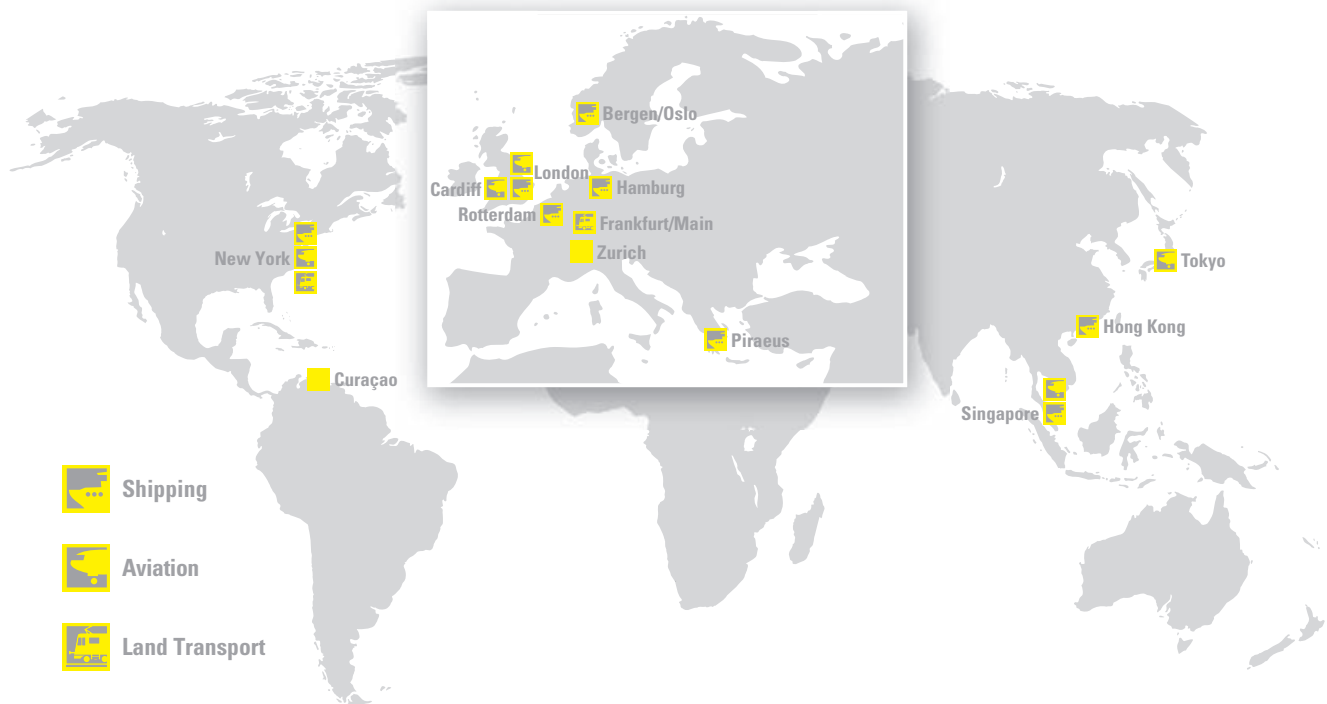 Bergen/Oslo
London
Cardiff
Hamburg
Rotterdam
Frankfurt/Main
New York
Zurich
Tokyo
Hong Kong
Piraeus
Curaçao
Singapore
Shipping
Aviation
Land Transport